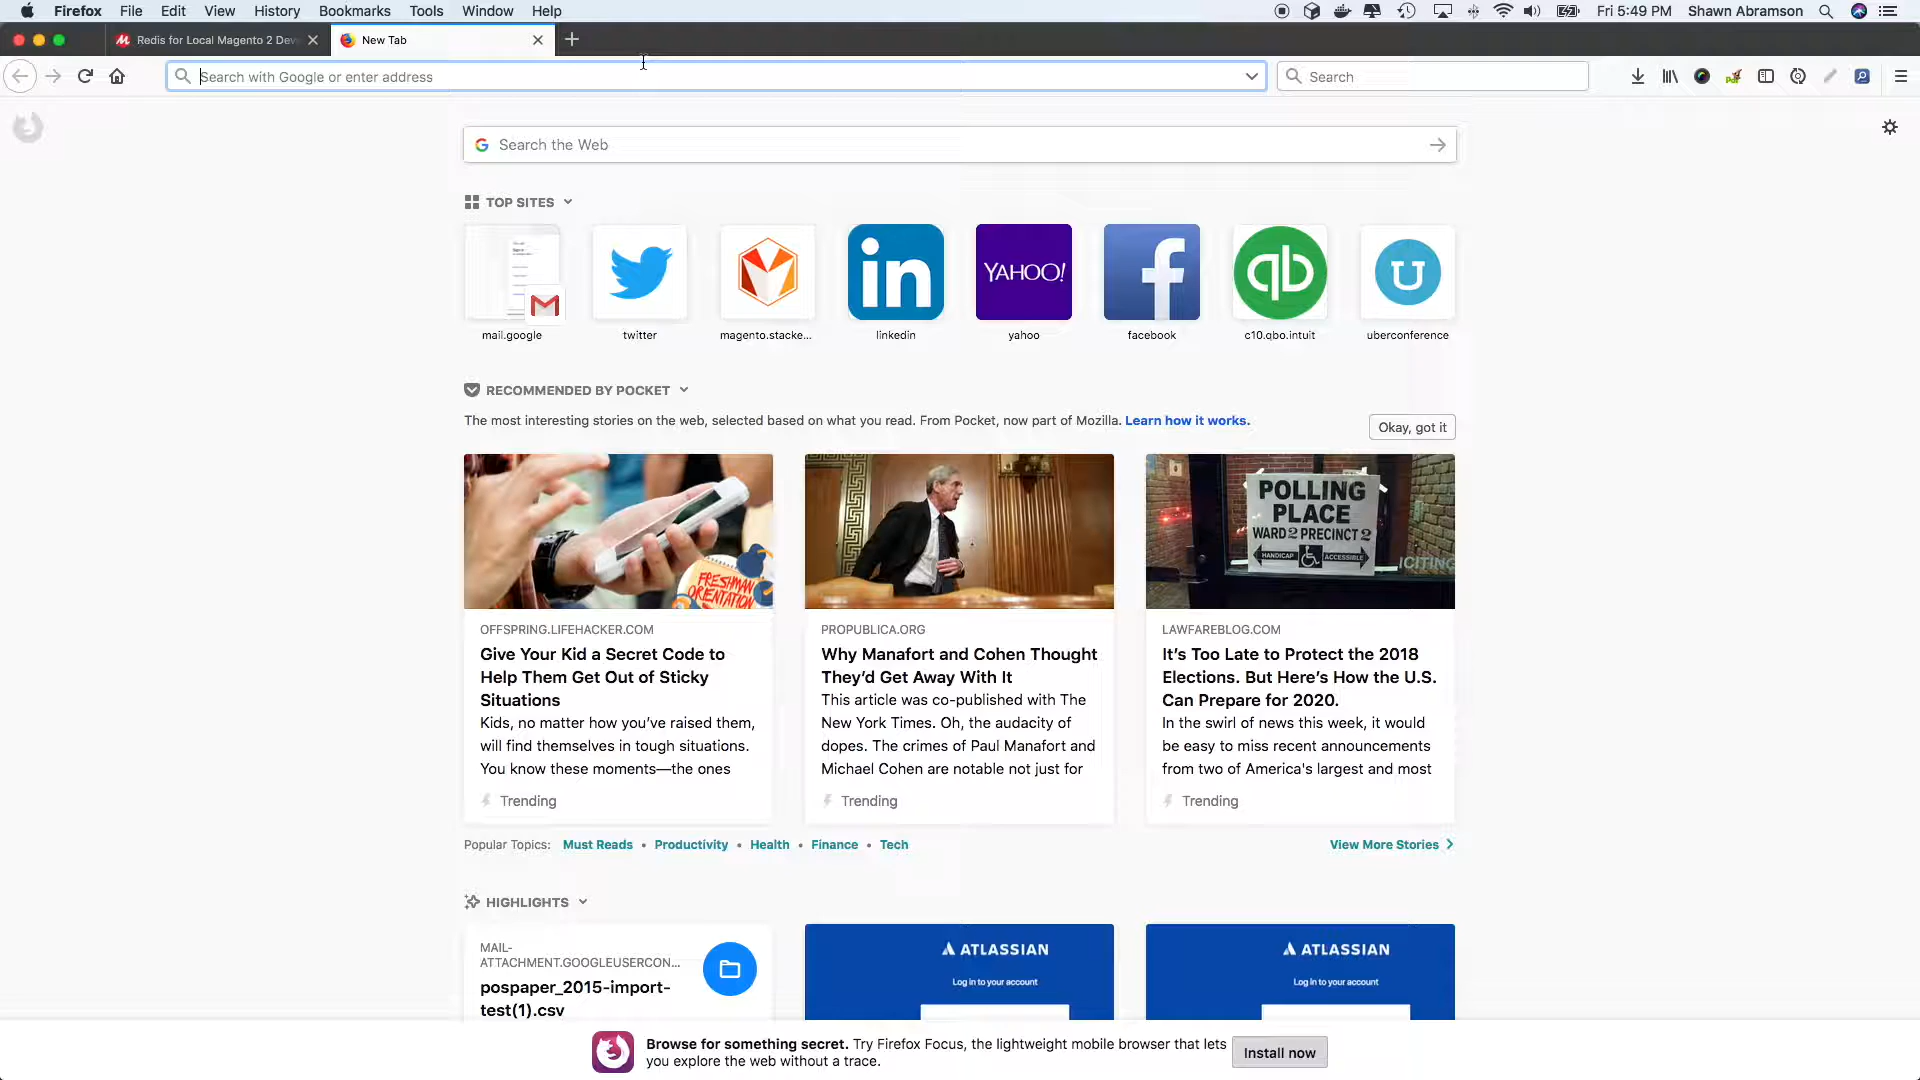 Firefox File Edit View History Bookmarks Tools Window Help Fri 5:49 PM Shawn Abramson
Redis for Local Magento 2 Dev New Tab
Search with Google or enter address Search
Search the Web
TOP SITES
YAHOO!
mail.google twitter magento.stacke... linkedin yahoo facebook c10.qbo.intuit uberconference
RECOMMENDED BY POCKET
The most interesting stories on the web, selected based on what you read. From Pocket, now part of Mozilla. Learn how it works.
Okay, got it
FRESHMAN
ORIENTATION
POLLING
PLACE
WARD 2 PRECINCT 2
HANDICAP ACCESSIBLE
OFFSPRING.LIFEHACKER.COM
Give Your Kid a Secret Code to
Help Them Get Out of Sticky
Situations
Kids, no matter how you've raised them,
will find themselves in tough situations.
You know these moments—the ones
Trending
PROPUBLICA.ORG
Why Manafort and Cohen Thought
They'd Get Away With It
This article was co-published with The
New York Times. Oh, the audacity of
dopes. The crimes of Paul Manafort and
Michael Cohen are notable not just for
Trending
LAWFAREBLOG.COM
It's Too Late to Protect the 2018
Elections. But Here's How the U.S.
Can Prepare for 2020.
In the swirl of news this week, it would
be easy to miss recent announcements
from two of America's largest and most
Trending
Popular Topics: Must Reads • Productivity • Health • Finance • Tech View More Stories
HIGHLIGHTS
MAIL-
ATTACHMENT.GOOGLEUSERCON...
pospaper_2015-import-
test(1).csv
ATLASSIAN
Log in to your account
ATLASSIAN
Log in to your account
Browse for something secret. Try Firefox Focus, the lightweight mobile browser that lets
you explore the web without a trace.
Install now